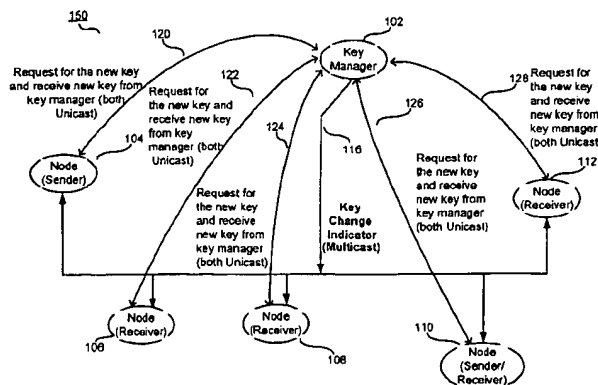 150
120
102
Key
Manager
Request for the new key
and receive new key from
key manager (both
Unicast)
122
Request for the
new key and
receive new key
from key
manager (both
Unicast)
104
Node
(Sender)
124
116
126
128
Request for
the new key
and receive
new key from
key manager
(both Unicast)
112
Node
(Receiver)
Request for
the new key
and receive
new key from
key manager
(both Unicast)
Key
Change
Indicator
(Multicast)
Request for
the new key
and receive
new key from
key manager
(both Unicast)
Node
(Receiver)
106
Node
(Receiver)
108
110
Node
(Sender/
Receiver)